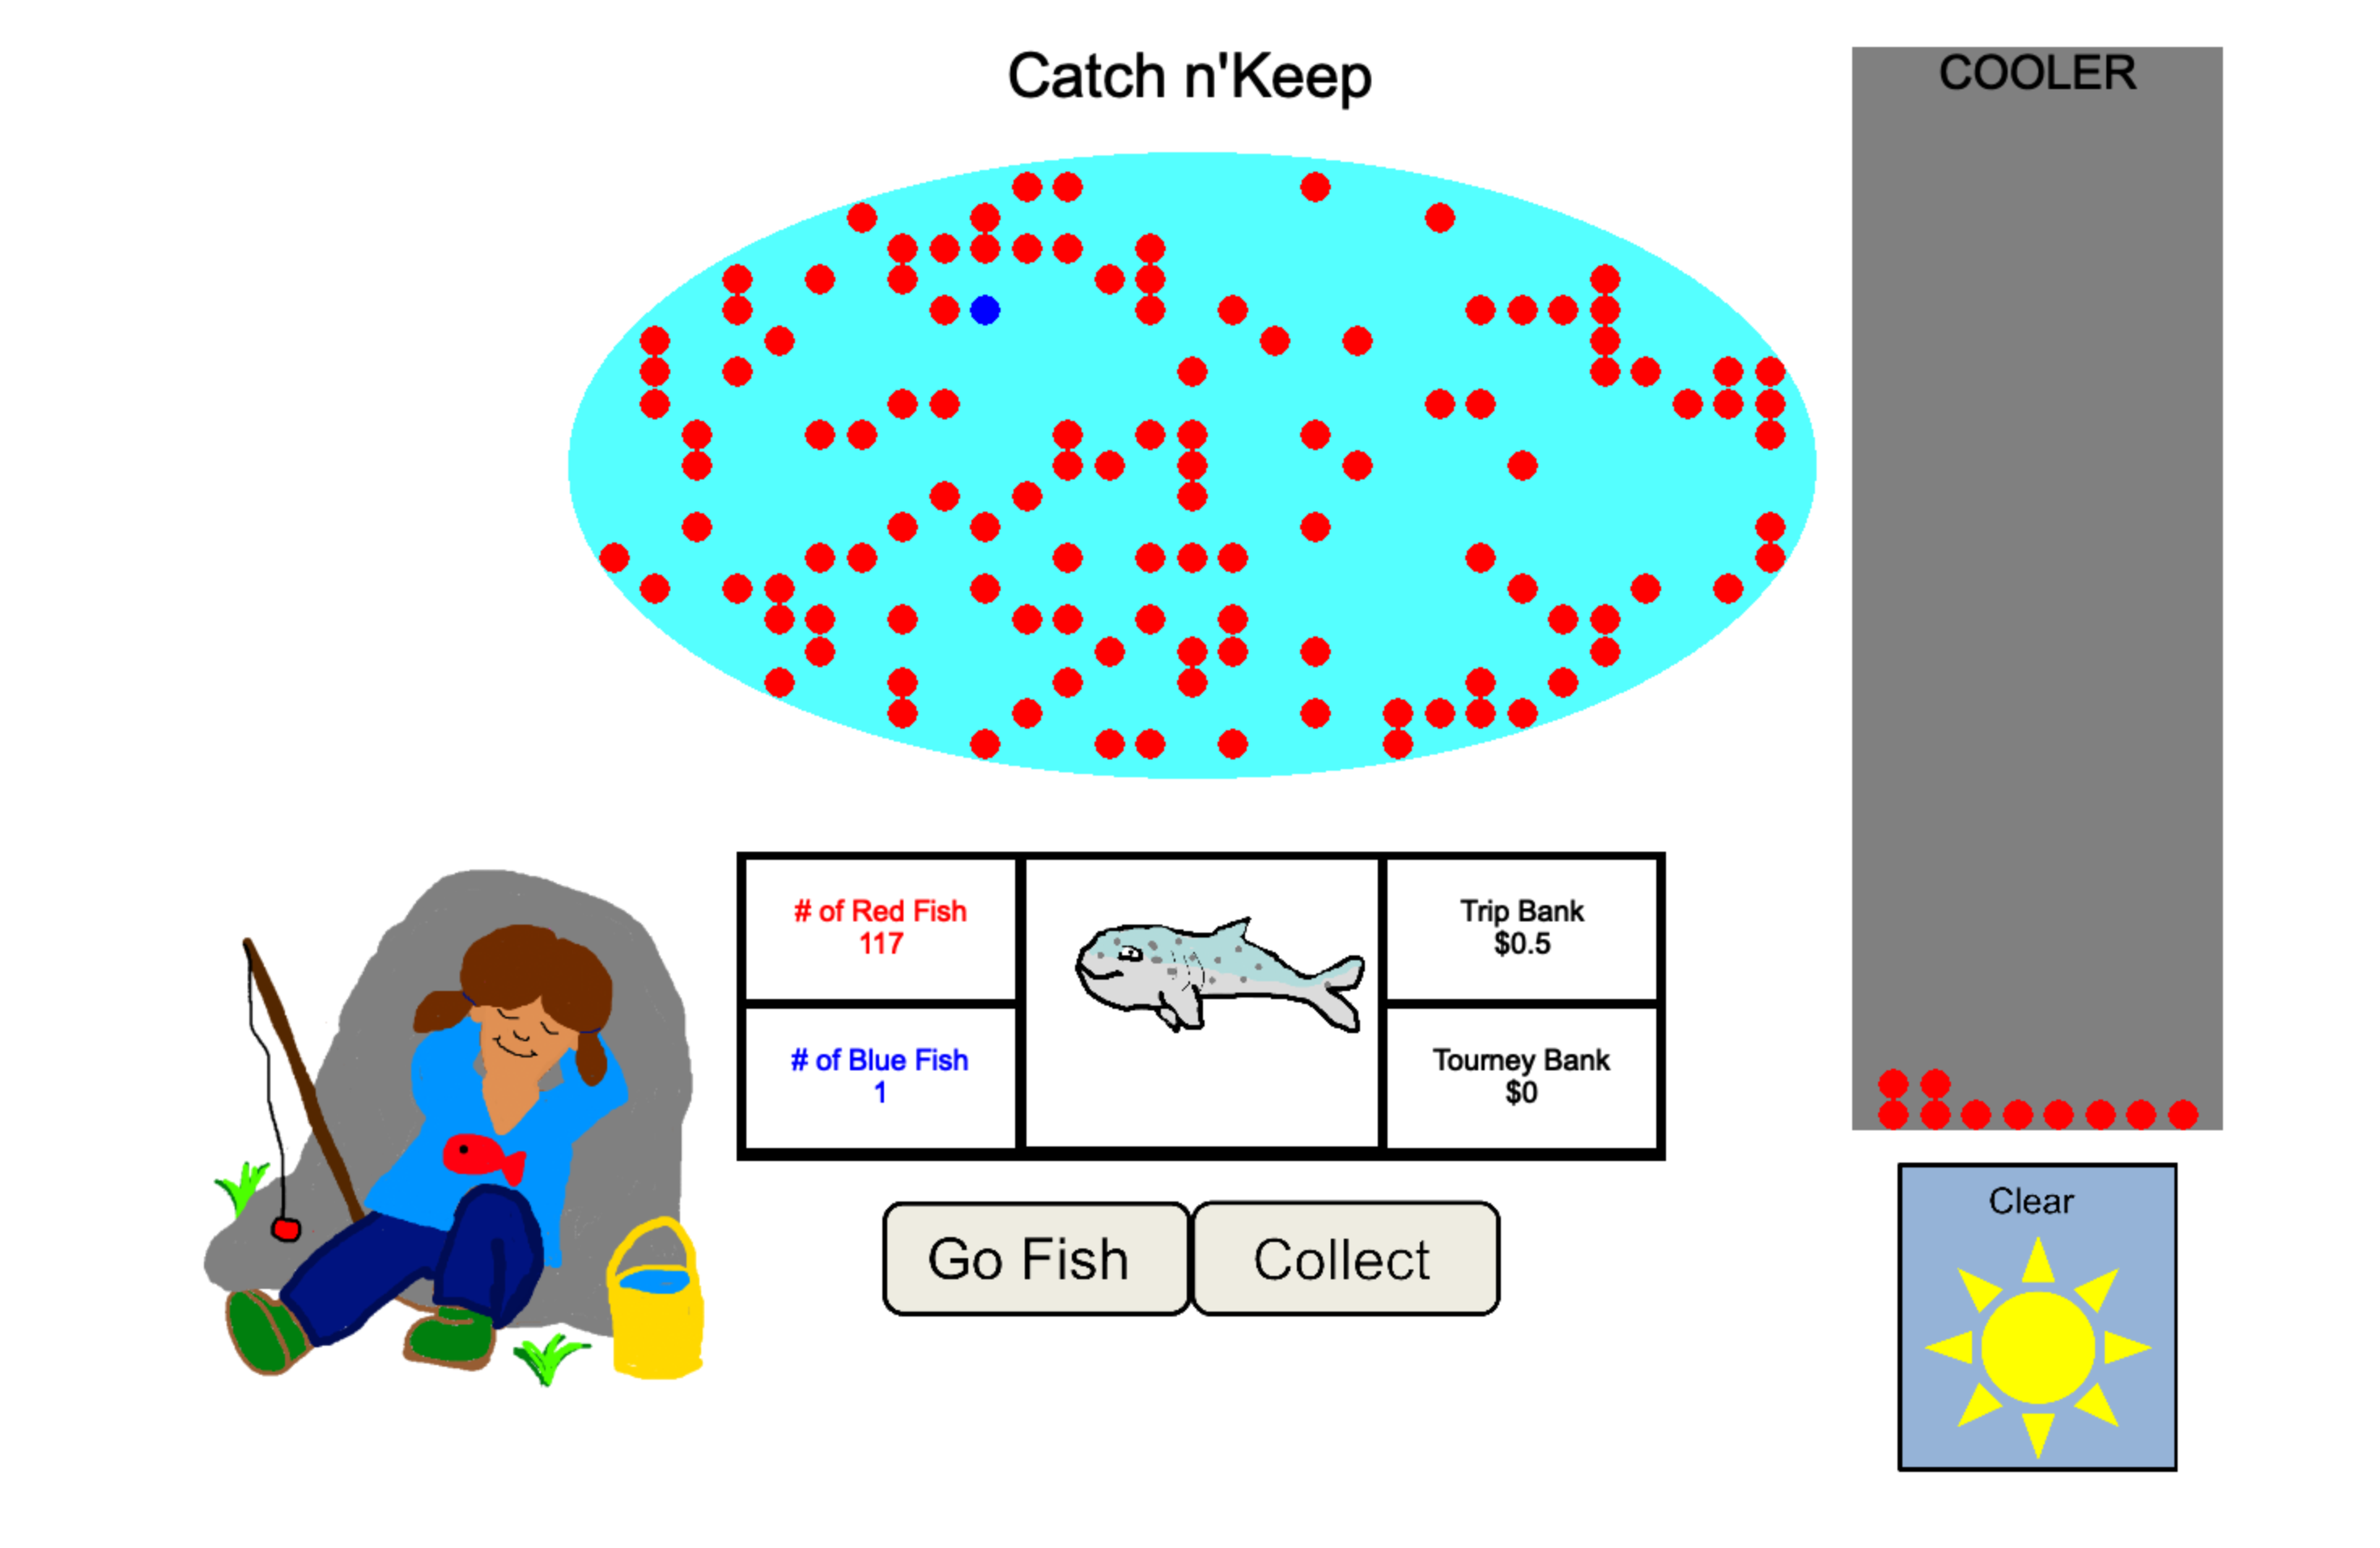 Catch n'Keep
COOLER
# of Red Fish
117
Trip Bank
$0.5
# of Blue Fish
1
Tourney Bank
$0
Go Fish
Collect
Clear